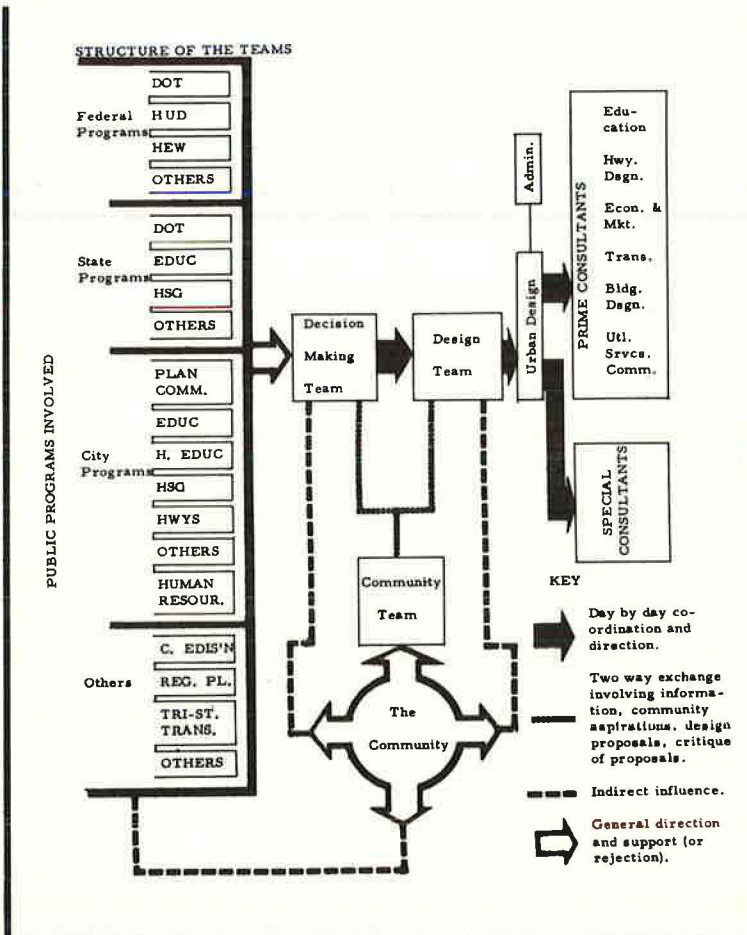 STRUCTURE OF THE TEAMS
PUBLIC PROGRAMS INVOLVED
Federal
Programs
DOT
HUD
HEW
OTHERS
State
Programs
DOT
EDUC
HSG
OTHERS
City
Programs
PLAN
COMM.
EDUC
H. EDUC
HSG
HWYS
OTHERS
HUMAN
RESOUR.
Others
C. EDIS'N
REG. PL.
TRI-ST.
TRANS.
OTHERS
Decision
Making
Team
Design
Team
Urban Design
Admin.
PRIME CONSULTANTS
Edu-
cation
Hwy.
Dsgn.
Econ. &
Mkt.
Trans.
Bldg.
Dsgn.
Utl.
Srvcs.
Comm.
SPECIAL
CONSULTANTS
Community
Team
The
Community
KEY
Day by day co-
ordination and
direction.
Two way exchange
involving informa-
tion, community
aspirations, design
proposals, critique
of proposals.
Indirect influence.
General direction
and support (or
rejection).